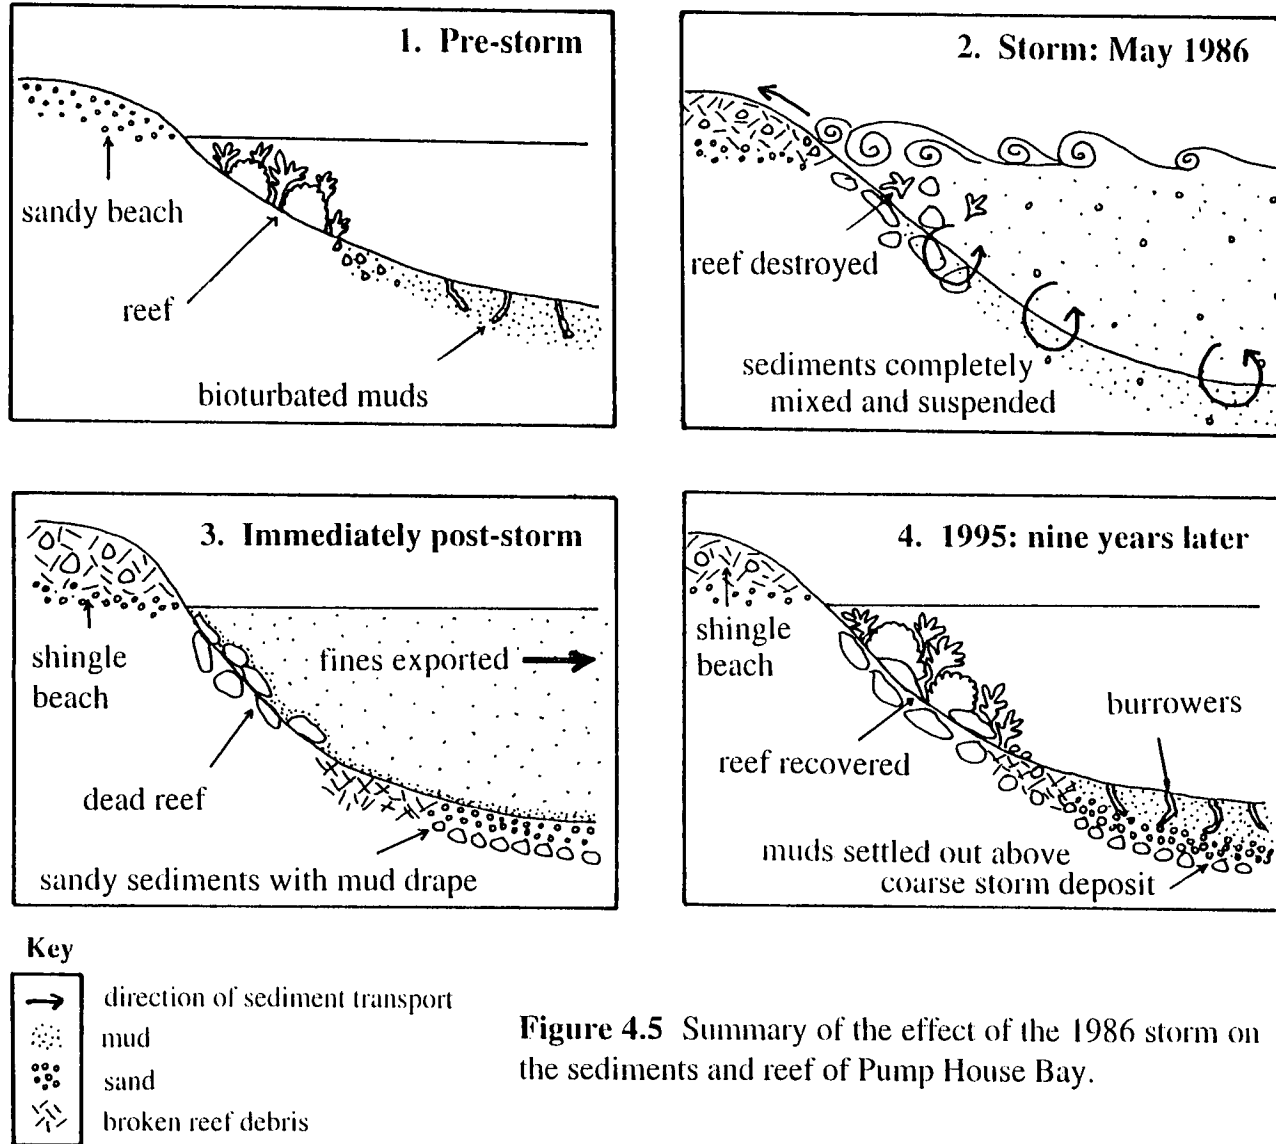 1. Pre-storm
sandy beach
reef
bioturbated muds
2. Storm: May 1986
reef destroyed
sediments completely
mixed and suspended
3. Immediately post-storm
shingle
beach
fines exported
dead reef
sandy sediments with mud drape
4. 1995: nine years later
shingle
beach
burrowers
reef recovered
muds settled out above
coarse storm deposit
Key
direction of sediment transport
mud
sand
broken reef debris
Figure 4.5 Summary of the effect of the 1986 storm on
the sediments and reef of Pump House Bay.